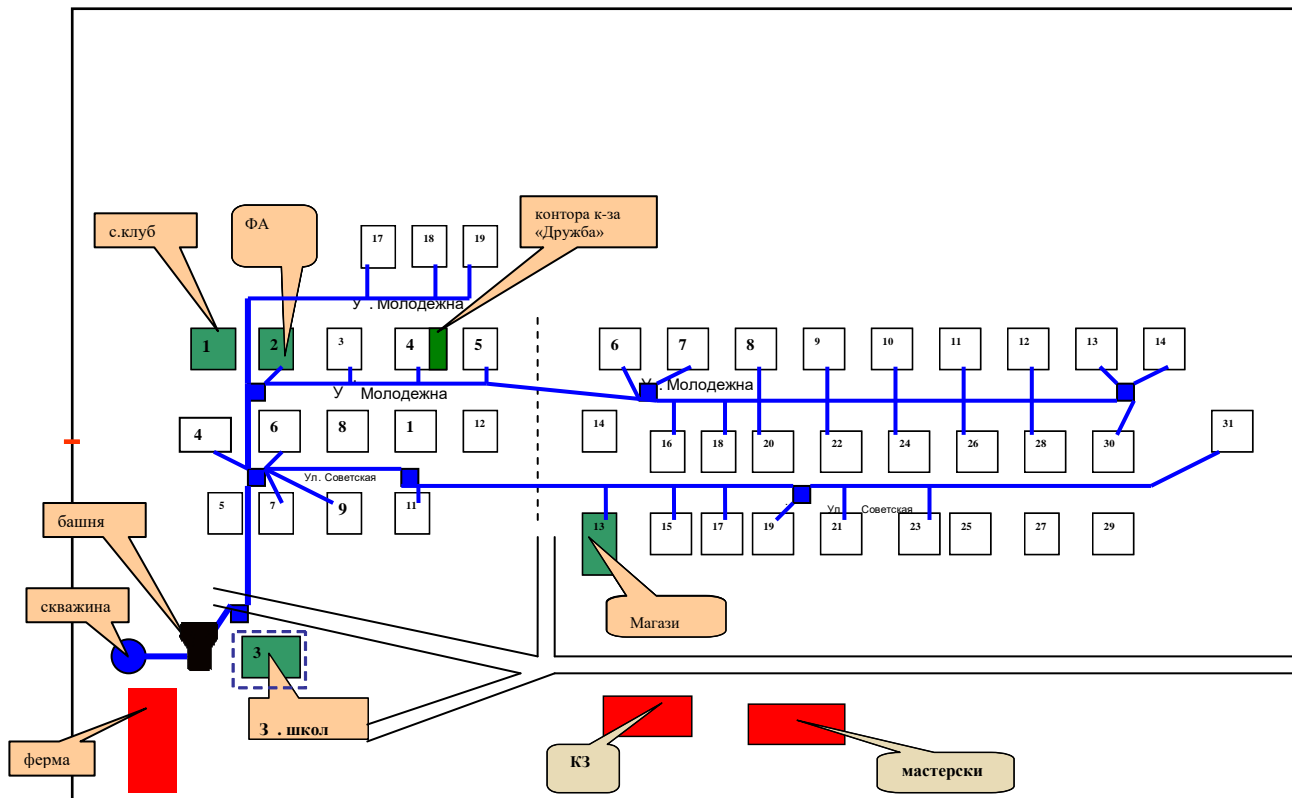 с.клуб
ФА
контора к-за
«Дружба»
17
18
19
У . Молодежна
1
2
3
4
5
6
7
8
9
10
11
12
13
14
У Молодежна
Ул. Молодежна
4
6
8
1
12
14
16
18
20
22
24
26
28
30
31
Ул. Советская
5
7
9
11
13
15
17
19
21
23
25
27
29
Ул. Советская
башня
скважина
Магази
3
З . школ
ферма
КЗ
мастерски